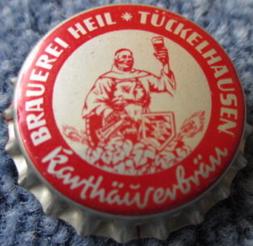 BRAUEREI HEIL * TÜCKELHAUSEN
Karthäuserbräu